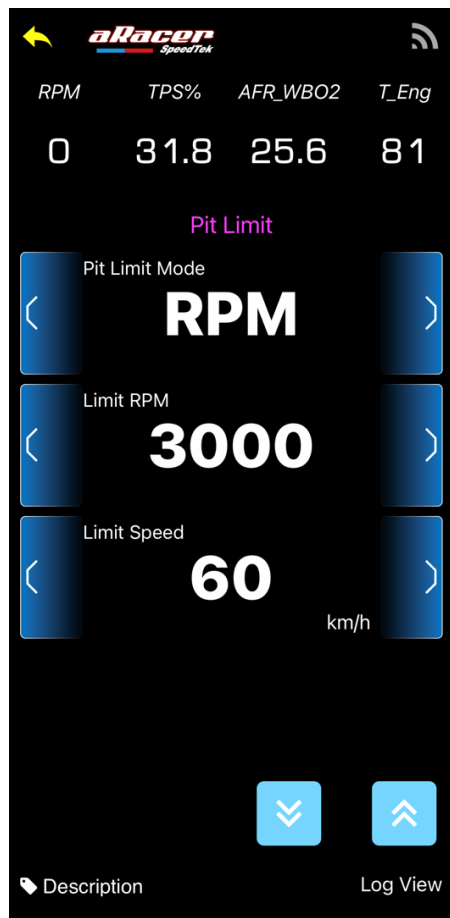 aRacer
SpeedTek
RPM TPS% AFR_WBO2 T_Eng
0 31.8 25.6 81
Pit Limit
Pit Limit Mode
RPM
Limit RPM
3000
Limit Speed
60
km/h
Description Log View